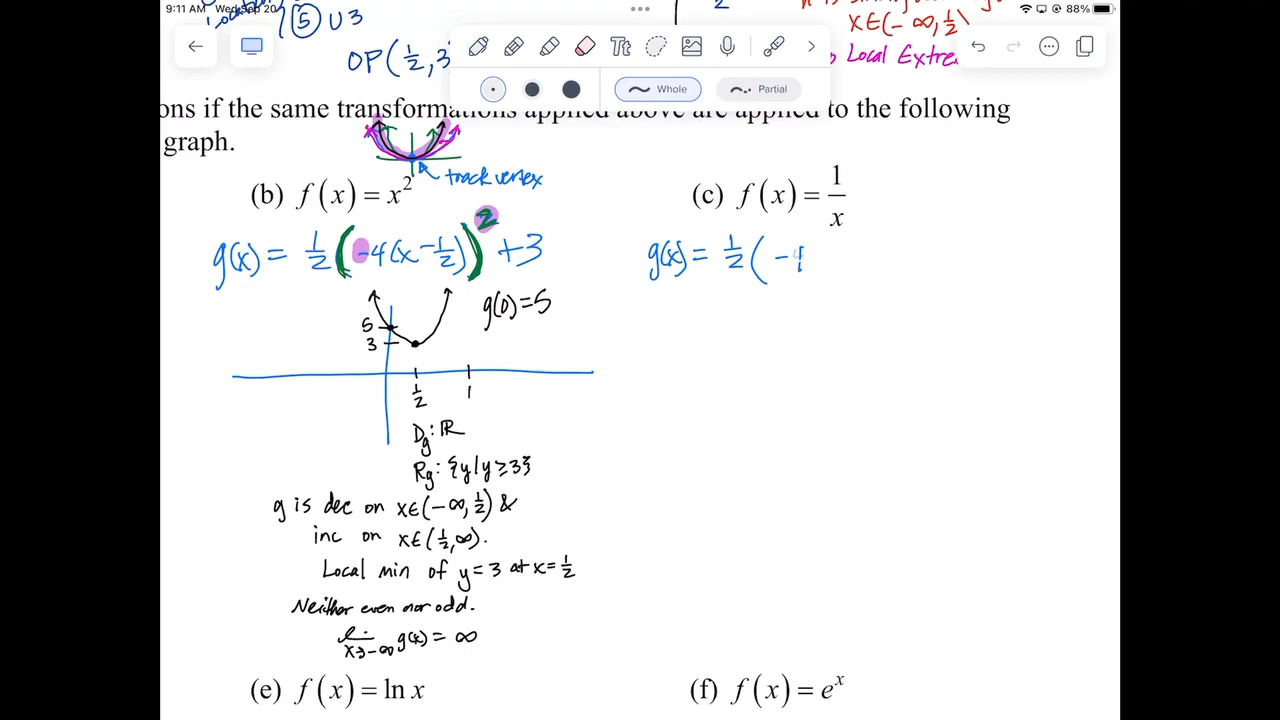 9:11 AM Wed Sep 20
88%
⑤ U 3
OP(1/2, 3)
2
x∈(-∞, 1/2)
Local Extre
Whole
Partial
ons if the same transformations applied above are applied to the following
graph.
track vertex
(b) f(x) = x²
(c) f(x) = 1/x
g(x) = 1/2(-4(x-1/2))² +3
g(x) = 1/2(-4
g(0)=5
5
3
1/2
1
Dg: ℝ
Rg: {y|y≥3}
g is dec on x∈(-∞, 1/2) &
inc on x∈(1/2, ∞).
Local min of y=3 at x=1/2
Neither even nor odd.
lim x→-∞ g(x) = ∞
(e) f(x) = ln x
(f) f(x) = eˣ